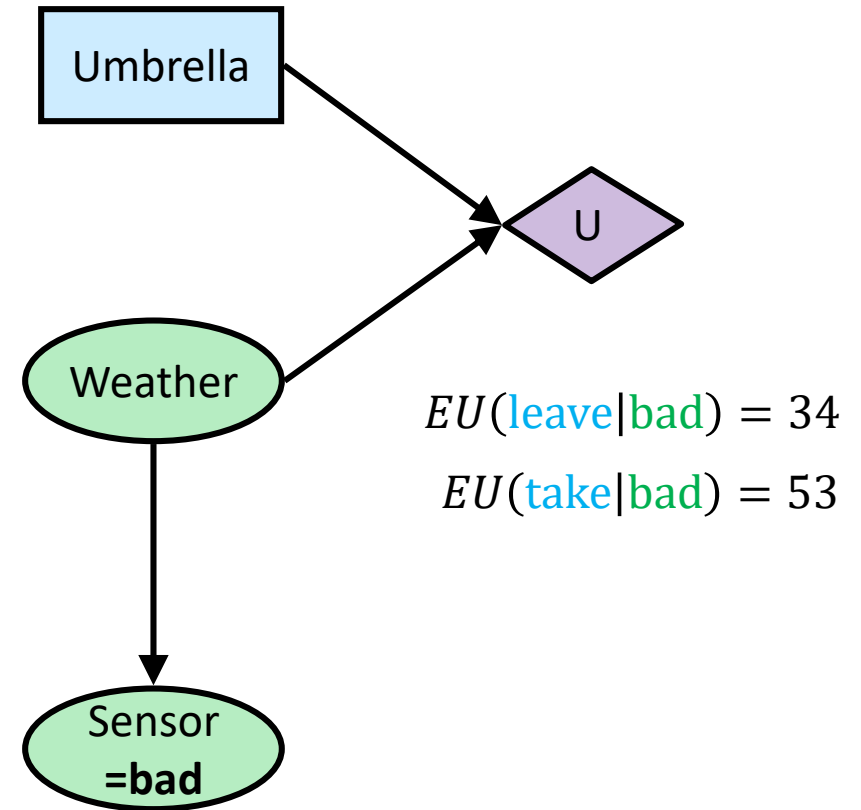 Umbrella
U
Weather
EU(leave|bad) = 34
EU(take|bad) = 53
Sensor
=bad